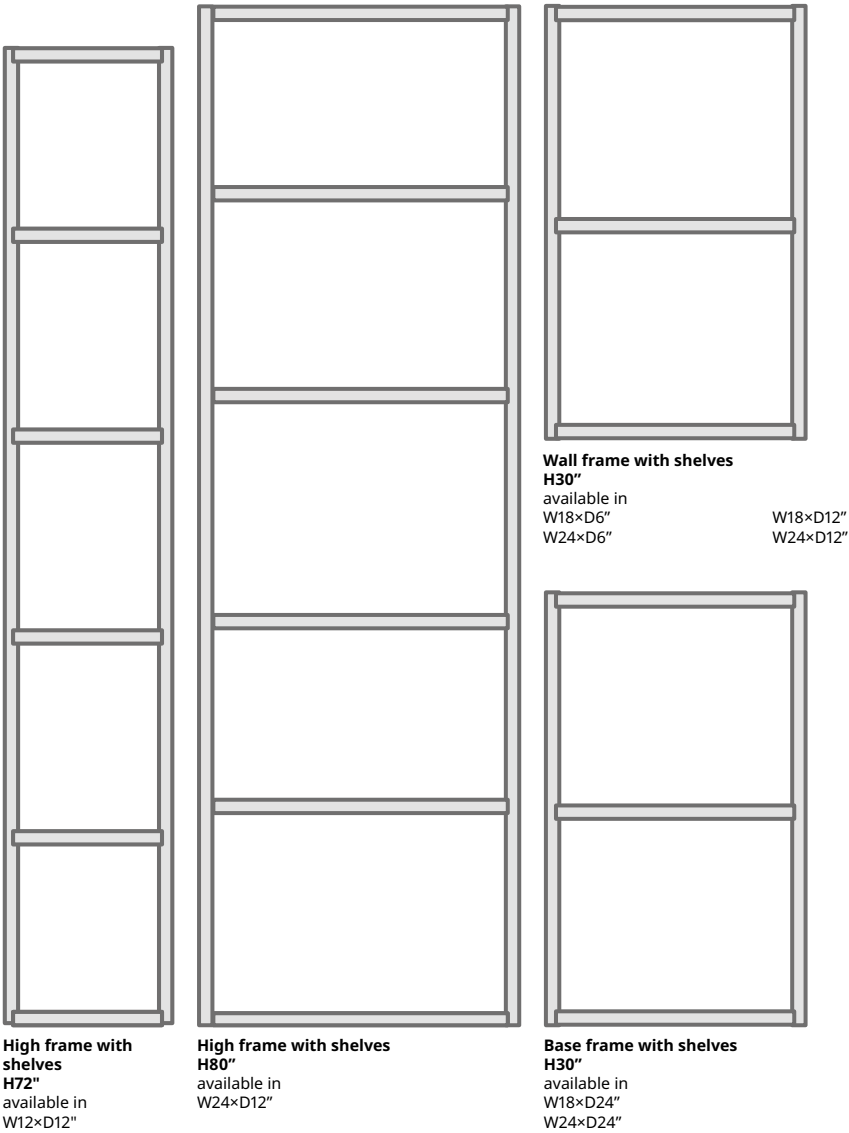 Wall frame with shelves
H30”
available in
W18×D6” W18×D12”
W24×D6” W24×D12”
High frame with
shelves
H72"
available in
W12×D12"
High frame with shelves
H80”
available in
W24×D12”
Base frame with shelves
H30”
available in
W18×D24”
W24×D24”